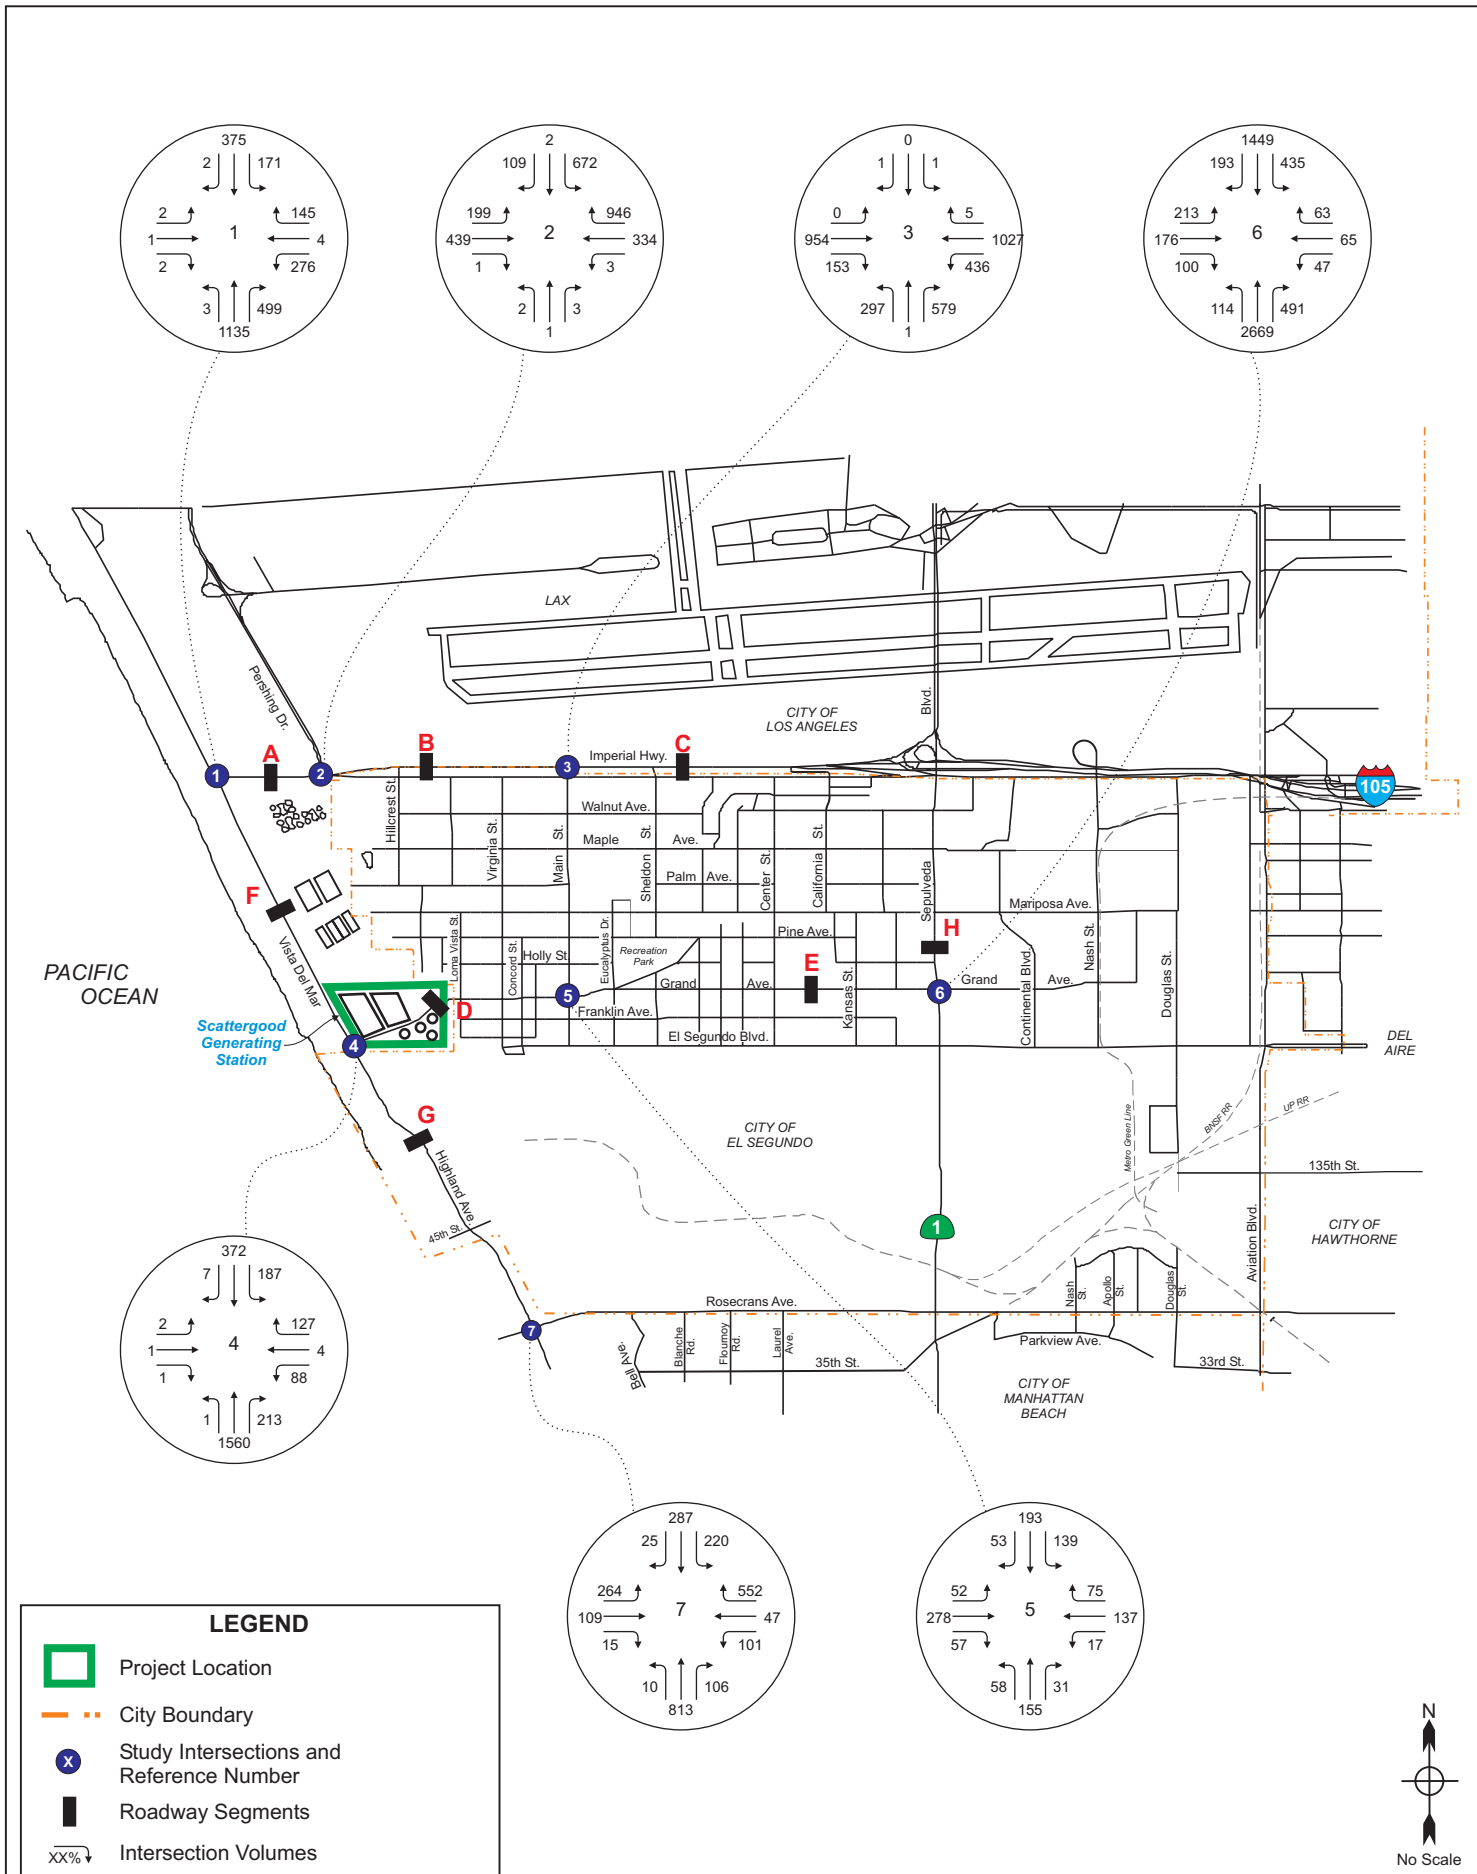 375
2
171
2
145
1
1
4
2
276
3
499
1135
2
109
672
199
946
439
2
334
1
3
2
3
1
0
1
1
0
5
954
3
1027
153
436
297
579
1
1449
193
435
213
63
176
6
65
100
47
114
491
2669
LAX
Pershing Dr.
CITY OF
LOS ANGELES
Blvd.
A
B
C
Imperial Hwy.
1
2
3
105
Hillcrest St.
Walnut Ave.
Virginia St.
Main St.
Maple Ave.
Sheldon St.
Palm Ave.
Center St.
California St.
Sepulveda
Mariposa Ave.
F
Vista Del Mar
Loma Vista St.
Concord St.
Holly St.
Eucalyptus Dr.
Recreation
Park
Pine Ave.
H
Nash St.
Douglas St.
Continental Blvd.
PACIFIC
OCEAN
E
Grand Ave.
Grand Ave.
Kansas St.
5
6
D
Franklin Ave.
El Segundo Blvd.
Scattergood
Generating
Station
4
DEL
AIRE
G
Highland Ave.
45th St.
CITY OF
EL SEGUNDO
Metro Green Line
BNSF RR
UP RR
135th St.
1
Aviation Blvd.
CITY OF
HAWTHORNE
372
7
187
2
127
1
4
4
1
88
1
213
1560
Rosecrans Ave.
7
Bell Ave.
Blanche
Rd.
Flournoy
Rd.
Laurel
Ave.
35th St.
Nash
St.
Apollo
St.
Douglas
St.
Parkview Ave.
33rd St.
CITY OF
MANHATTAN
BEACH
287
25
220
264
552
109
7
47
15
101
10
106
813
193
53
139
52
75
278
5
137
57
17
58
31
155
LEGEND
Project Location
City Boundary
X
Study Intersections and
Reference Number
Roadway Segments
XX%
Intersection Volumes
N
No Scale